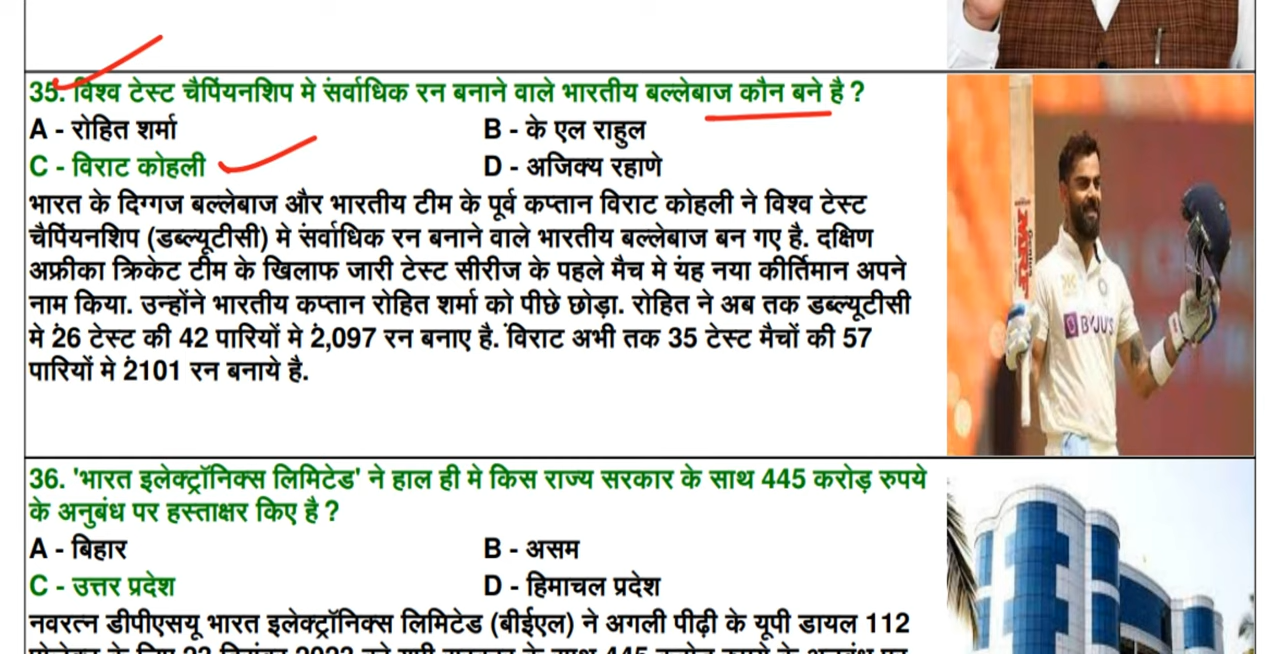 35. विश्व टेस्ट चैपिंयनशिप मे संर्वाधिक रन बनाने वाले भारतीय बल्लेबाज कौन बने है ?
A - रोहित शर्मा
B - के एल राहुल
C - विराट कोहली
D - अजिक्य रहाणे
भारत के दिग्गज बल्लेबाज और भारतीय टीम के पूर्व कप्तान विराट कोहली ने विश्व टेस्ट
चैपिंयनशिप (डब्ल्यूटीसी) मे संर्वाधिक रन बनाने वाले भारतीय बल्लेबाज बन गए है. दक्षिण
अफ्रीका क्रिकेट टीम के खिलाफ जारी टेस्ट सीरीज के पहले मैच मे यंह नया कीर्तिमान अपने
नाम किया. उन्होंने भारतीय कप्तान रोहित शर्मा को पीछे छोड़ा. रोहित ने अब तक डब्ल्यूटीसी
मे 26 टेस्ट की 42 पारियों मे 2,097 रन बनाए है. विराट अभी तक 35 टेस्ट मैचों की 57
पारियों मे 2101 रन बनाये है.
BYJU'S
36. 'भारत इलेक्ट्रॉनिक्स लिमिटेड' ने हाल ही मे किस राज्य सरकार के साथ 445 करोड़ रुपये
के अनुबंध पर हस्ताक्षर किए है ?
A - बिहार
B - असम
C - उत्तर प्रदेश
D - हिमाचल प्रदेश
नवरत्न डीपीएसयू भारत इलेक्ट्रॉनिक्स लिमिटेड (बीईएल) ने अगली पीढ़ी के यूपी डायल 112